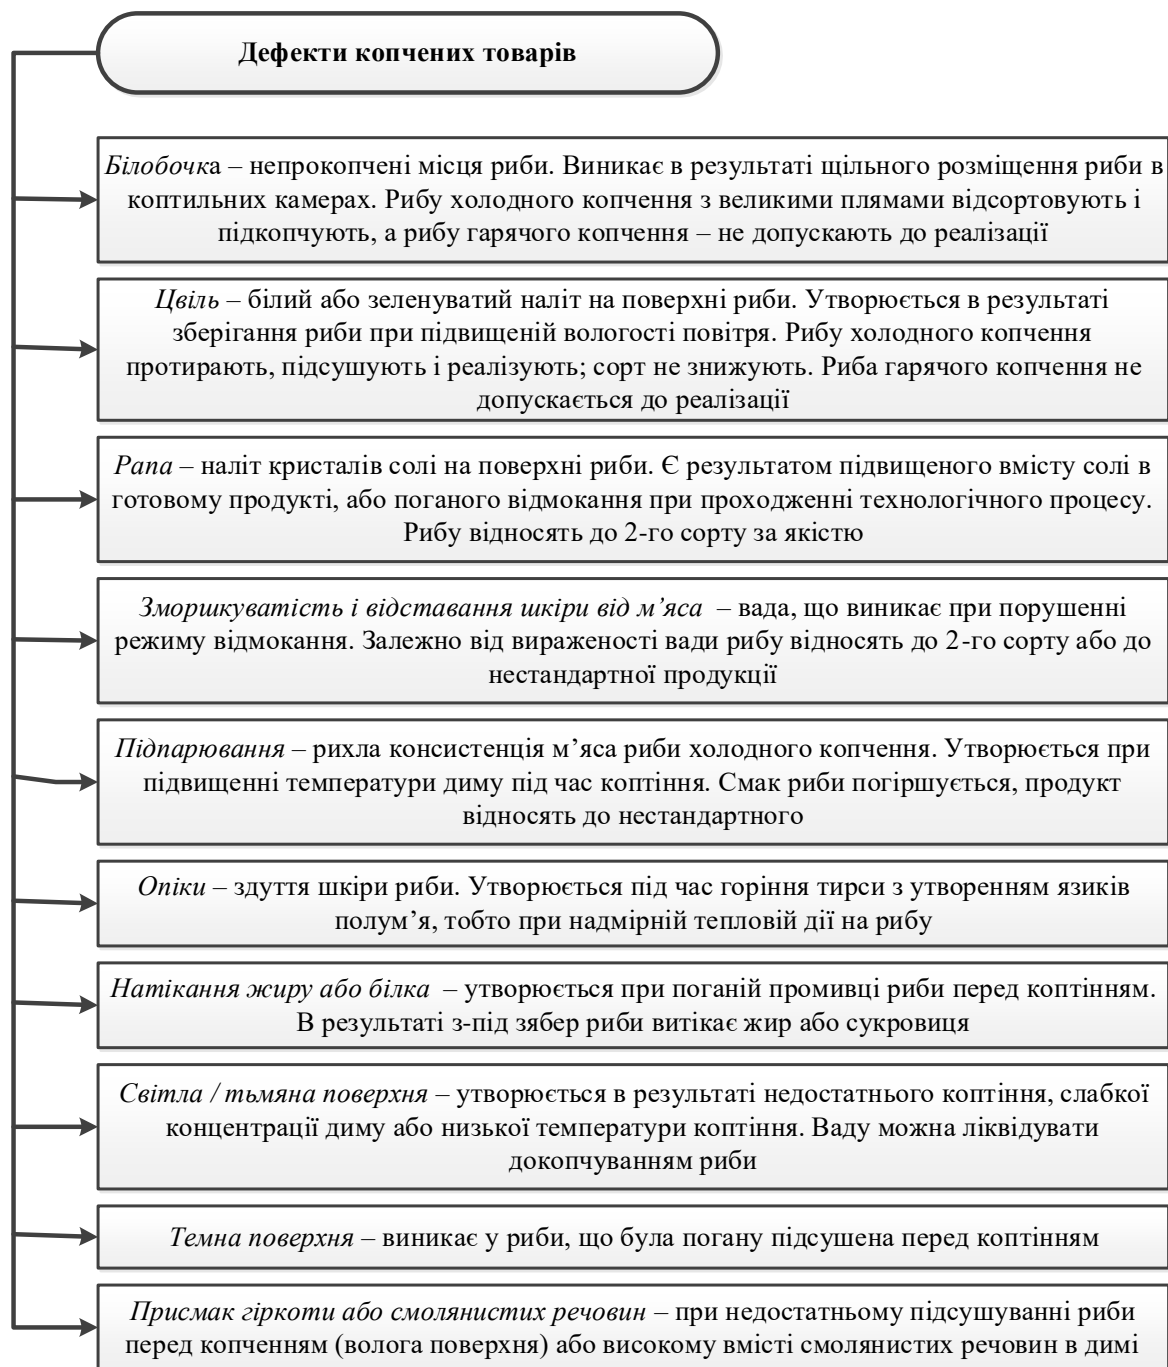 Дефекти копчених товарів
Білобочка – непрокопчені місця риби. Виникає в результаті щільного розміщення риби в
коптильних камерах. Рибу холодного копчення з великими плямами відсортовують і
підкопчують, а рибу гарячого копчення – не допускають до реалізації
Цвіль – білий або зеленуватий наліт на поверхні риби. Утворюється в результаті
зберігання риби при підвищеній вологості повітря. Рибу холодного копчення
протирають, підсушують і реалізують; сорт не знижують. Риба гарячого копчення не
допускається до реалізації
Рапа – наліт кристалів солі на поверхні риби. Є результатом підвищеного вмісту солі в
готовому продукті, або поганого відмокання при проходженні технологічного процесу.
Рибу відносять до 2-го сорту за якістю
Зморшкуватість і відставання шкіри від м’яса – вада, що виникає при порушенні
режиму відмокання. Залежно від вираженості вади рибу відносять до 2-го сорту або до
нестандартної продукції
Підпарювання – рихла консистенція м’яса риби холодного копчення. Утворюється при
підвищенні температури диму під час коптіння. Смак риби погіршується, продукт
відносять до нестандартного
Опіки – здуття шкіри риби. Утворюється під час горіння тирси з утворенням язиків
полум’я, тобто при надмірній тепловій дії на рибу
Натікання жиру або білка – утворюється при поганій промивці риби перед коптінням.
В результаті з-під зябер риби витікає жир або сукровиця
Світла / тьмяна поверхня – утворюється в результаті недостатнього коптіння, слабкої
концентрації диму або низької температури коптіння. Ваду можна ліквідувати
докопчуванням риби
Темна поверхня – виникає у риби, що була погану підсушена перед коптінням
Присмак гіркоти або смолянистих речовин – при недостатньому підсушуванні риби
перед копченням (волога поверхня) або високому вмісті смолянистих речовин в димі